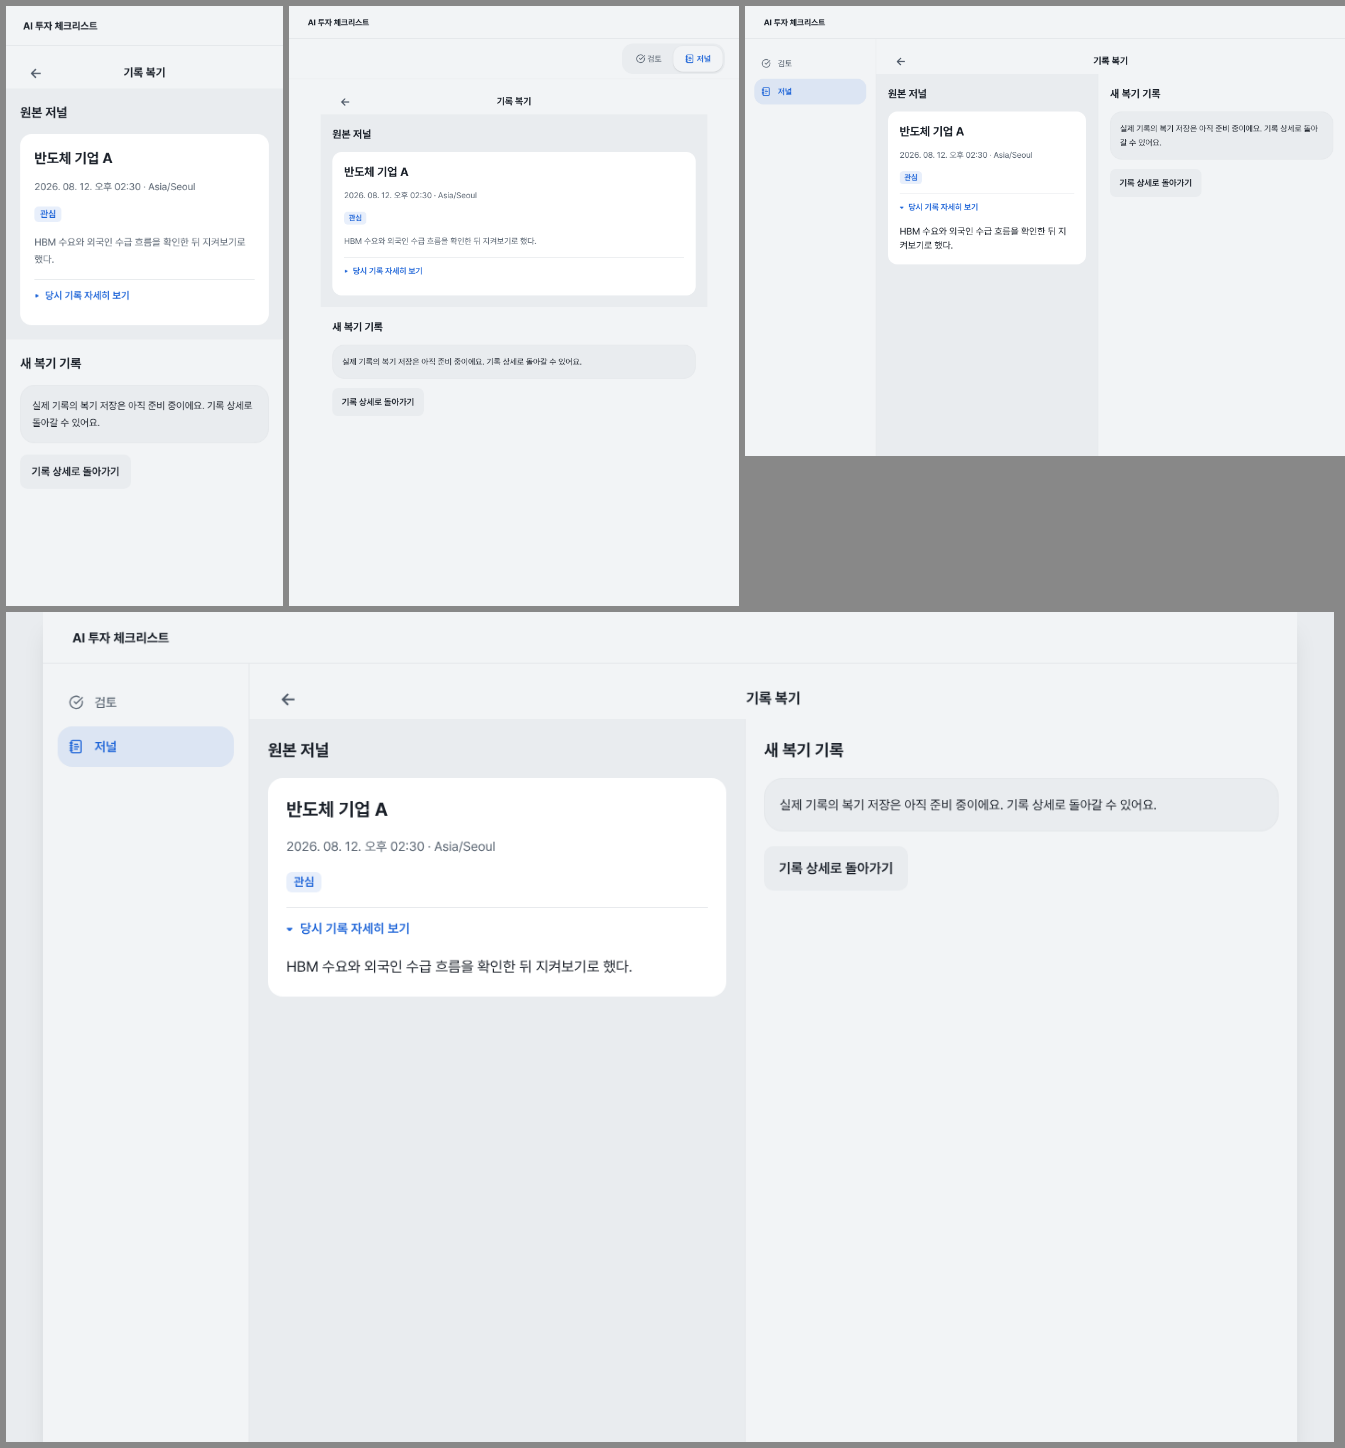 AI 투자 체크리스트
기록 복기
원본 저널
반도체 기업 A
2026. 08. 12. 오후 02:30 · Asia/Seoul
관심
HBM 수요와 외국인 수급 흐름을 확인한 뒤 지켜보기로
했다.
당시 기록 자세히 보기
새 복기 기록
실제 기록의 복기 저장은 아직 준비 중이에요. 기록 상세로
돌아갈 수 있어요.
기록 상세로 돌아가기
AI 투자 체크리스트
검토
저널
기록 복기
원본 저널
반도체 기업 A
2026. 08. 12. 오후 02:30 · Asia/Seoul
관심
HBM 수요와 외국인 수급 흐름을 확인한 뒤 지켜보기로 했다.
당시 기록 자세히 보기
새 복기 기록
실제 기록의 복기 저장은 아직 준비 중이에요. 기록 상세로 돌아갈 수 있어요.
기록 상세로 돌아가기
AI 투자 체크리스트
검토
저널
기록 복기
원본 저널
반도체 기업 A
2026. 08. 12. 오후 02:30 · Asia/Seoul
관심
당시 기록 자세히 보기
HBM 수요와 외국인 수급 흐름을 확인한 뒤 지
켜보기로 했다.
새 복기 기록
실제 기록의 복기 저장은 아직 준비 중이에요. 기록 상세로 돌아
갈 수 있어요.
기록 상세로 돌아가기
AI 투자 체크리스트
검토
저널
기록 복기
원본 저널
반도체 기업 A
2026. 08. 12. 오후 02:30 · Asia/Seoul
관심
당시 기록 자세히 보기
HBM 수요와 외국인 수급 흐름을 확인한 뒤 지켜보기로 했다.
새 복기 기록
실제 기록의 복기 저장은 아직 준비 중이에요. 기록 상세로 돌아갈 수 있어요.
기록 상세로 돌아가기